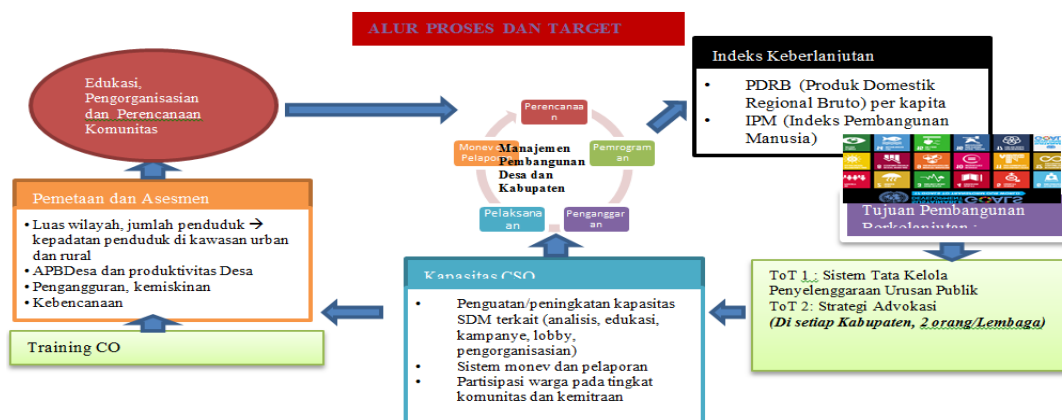 ALUR PROSES DAN TARGET
Edukasi,
Pengorganisasian
dan Perencanaan
Komunitas
Perencanaa
n
Pemrogram
an
Penganggar
an
Pelaksana
an
Monev d
Pelapora
Manajemen
Pembangunan
Desa dan
Kabupaten
Indeks Keberlanjutan
• PDRB (Produk Domestik
Regional Bruto) per kapita
• IPM (Indeks Pembangunan
Manusia)
GOALS
Tujuan Pembangunan
Berkelanjutan :
Pemetaan dan Asesmen
• Luas wilayah, jumlah penduduk →
kepadatan penduduk di kawasan urban
dan rural
• APBDesa dan produktivitas Desa
• Pengangguran, kemiskinan
• Kebencanaan
Training CO
Kapasitas CSO
• Penguatan/peningkatan kapasitas
SDM terkait (analisis, edukasi,
kampanye, lobby,
pengorganisasian)
• Sistem monev dan pelaporan
• Partisipasi warga pada tingkat
komunitas dan kemitraan
ToT 1 : Sistem Tata Kelola
Penyelenggaraan Urusan Publik
ToT 2: Strategi Advokasi
(Di setiap Kabupaten, 2 orang/Lembaga)